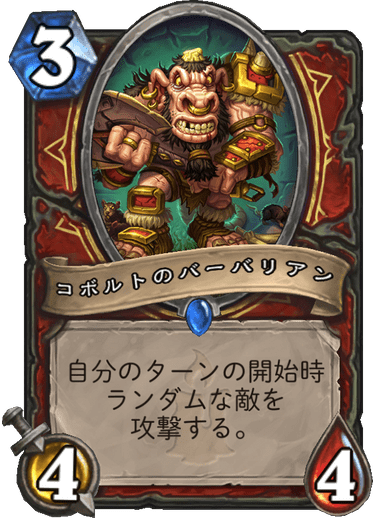 3
コボルトのバーバリアン
自分のターンの開始時
ランダムな敵を
攻撃する。
4
4